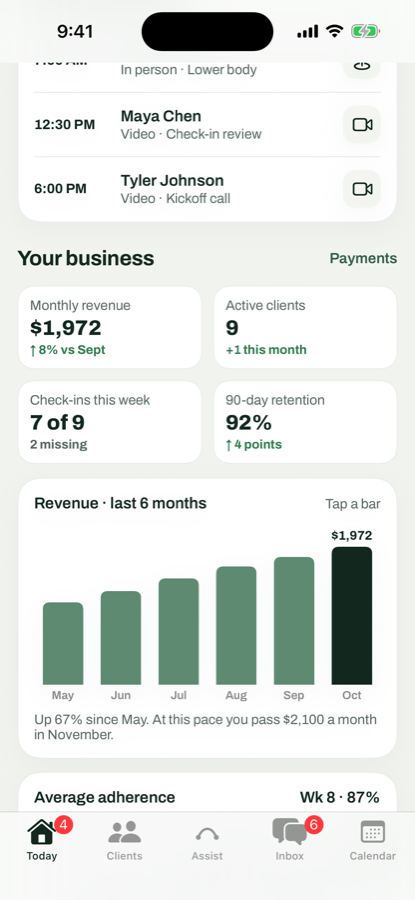 9:41
In person · Lower body
12:30 PM
Maya Chen
Video · Check-in review
6:00 PM
Tyler Johnson
Video · Kickoff call
Your business
Payments
Monthly revenue
$1,972
↑ 8% vs Sept
Active clients
9
+1 this month
Check-ins this week
7 of 9
2 missing
90-day retention
92%
↑ 4 points
Revenue · last 6 months
Tap a bar
$1,972
May Jun Jul Aug Sep Oct
Up 67% since May. At this pace you pass $2,100 a month
in November.
Average adherence
Wk 8 · 87%
4
6
Today Clients Assist Inbox Calendar